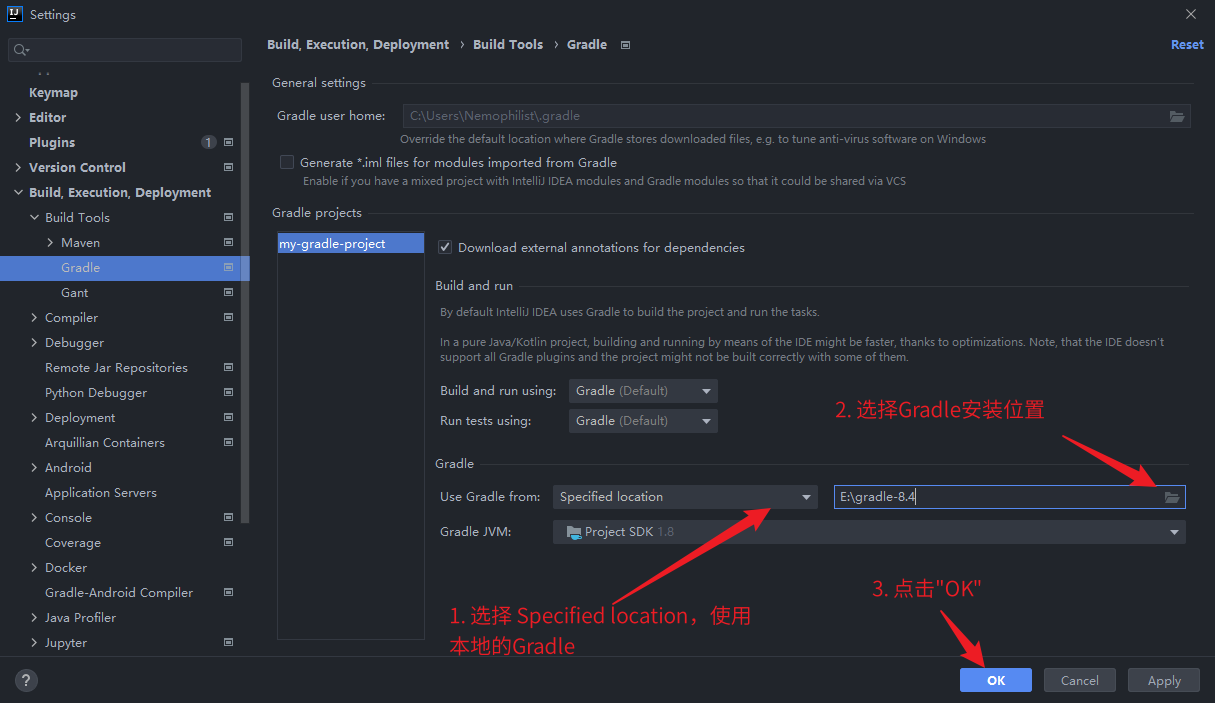 Settings
Build, Execution, Deployment › Build Tools › Gradle
Reset
Keymap
Editor
Plugins 1
Version Control
Build, Execution, Deployment
Build Tools
Maven
Gradle
Gant
Compiler
Debugger
Remote Jar Repositories
Python Debugger
Deployment
Arquillian Containers
Android
Application Servers
Console
Coverage
Docker
Gradle-Android Compiler
Java Profiler
Jupyter
General settings
Gradle user home: C:\Users\Nemophilist\.gradle
Override the default location where Gradle stores downloaded files, e.g. to tune anti-virus software on Windows
Generate *.iml files for modules imported from Gradle
Enable if you have a mixed project with IntelliJ IDEA modules and Gradle modules so that it could be shared via VCS
Gradle projects
my-gradle-project
Download external annotations for dependencies
Build and run
By default IntelliJ IDEA uses Gradle to build the project and run the tasks.
In a pure Java/Kotlin project, building and running by means of the IDE might be faster, thanks to optimizations. Note, that the IDE doesn't
support all Gradle plugins and the project might not be built correctly with some of them.
Build and run using: Gradle (Default)
Run tests using: Gradle (Default)
2. 选择Gradle安装位置
Gradle
Use Gradle from: Specified location E:\gradle-8.4
Gradle JVM: Project SDK 1.8
1. 选择 Specified location，使用
本地的Gradle
3. 点击"OK"
?
OK
Cancel
Apply